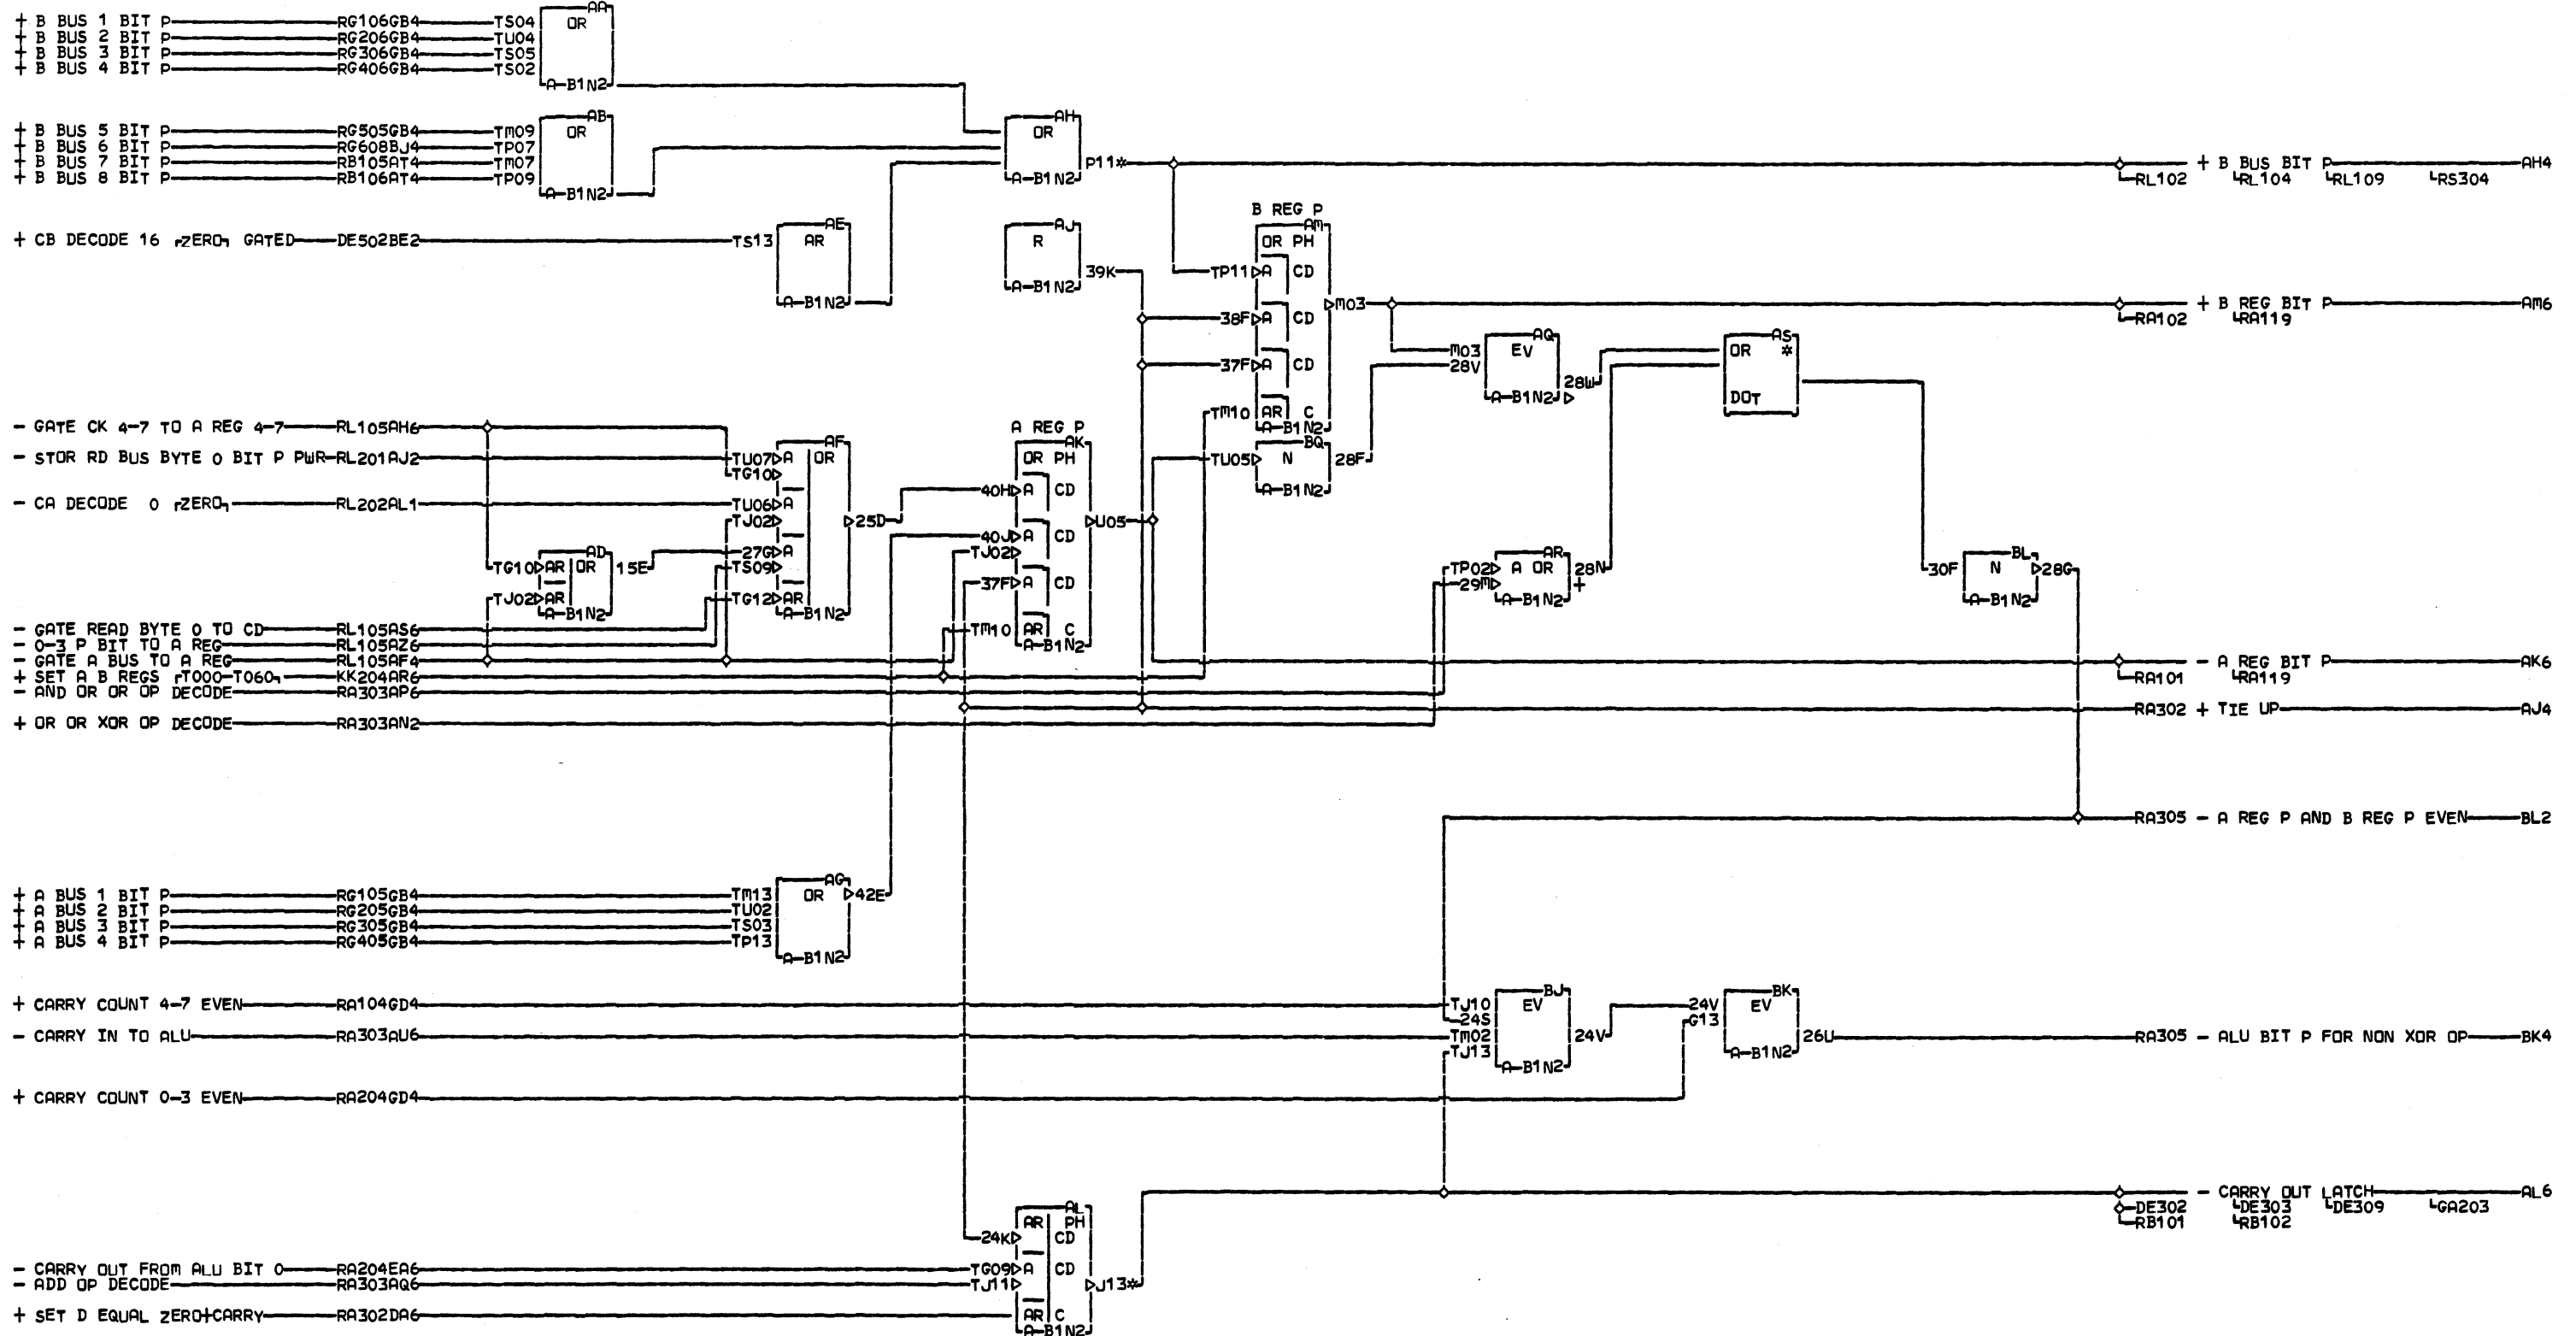 + B BUS 1 BIT P RG106GB4 TS04
+ B BUS 2 BIT P RG206GB4 TU04
+ B BUS 3 BIT P RG306GB4 TS05
+ B BUS 4 BIT P RG406GB4 TS02
AA
OR
A-B1N2
+ B BUS 5 BIT P RG505GB4 TM09
+ B BUS 6 BIT P RG608BJ4 TP07
+ B BUS 7 BIT P RB105AT4 TM07
+ B BUS 8 BIT P RB106AT4 TP09
AB
OR
A-B1N2
AH
OR
P11*
A-B1N2
+ B BUS BIT P AH4
RL102 RL104 RL109 RS304
+ CB DECODE 16 ┌ZERO┐ GATED DE502BE2 TS13
AE
AR
A-B1N2
AJ
R
39K
A-B1N2
B REG P
AM
OR PH
TP11 A CD
38F A CD
37F A CD
TM10 AR C
A-B1N2
M03
+ B REG BIT P AM6
RA102 RA119
M03
28V
AQ
EV
28W
A-B1N2
AS
OR *
DOT
- GATE CK 4-7 TO A REG 4-7 RL105AH6
- STOR RD BUS BYTE 0 BIT P PWR RL201AJ2
- CA DECODE 0 ┌ZERO┐ RL202AL1
AF
TU07 A OR
TG10
TU06 A
TJ02
27G A
TS09
TG12 AR
A-B1N2
25D
AD
TG10 AR OR 15E
TJ02 AR
A-B1N2
A REG P
AK
OR PH
40H A CD
40J A CD
TJ02
37F A CD
TM10 AR C
A-B1N2
U05
BQ
TU05 N 28F
A-B1N2
AR
TP02 A OR 28N
29M +
A-B1N2
BL
30F N 28G
A-B1N2
- GATE READ BYTE 0 TO CD RL105AS6
- 0-3 P BIT TO A REG RL105AZ6
- GATE A BUS TO A REG RL105AF4
+ SET A B REGS ┌T000-T060┐ KK204AR6
- AND OR OR OP DECODE RA303AP6
+ OR OR XOR OP DECODE RA303AN2
- A REG BIT P AK6
RA101 RA119
RA302 + TIE UP AJ4
RA305 - A REG P AND B REG P EVEN BL2
+ A BUS 1 BIT P RG105GB4 TM13
+ A BUS 2 BIT P RG205GB4 TU02
+ A BUS 3 BIT P RG305GB4 TS03
+ A BUS 4 BIT P RG405GB4 TP13
AG
OR 42E
A-B1N2
+ CARRY COUNT 4-7 EVEN RA104GD4 TJ10
24S
- CARRY IN TO ALU RA303AU6 TM02
TJ13
BJ
EV
24V
A-B1N2
BK
24V EV
G13
26U
A-B1N2
RA305 - ALU BIT P FOR NON XOR OP BK4
+ CARRY COUNT 0-3 EVEN RA204GD4
- CARRY OUT LATCH AL6
DE302 DE303 DE309 GA203
RB101 RB102
AL
AR PH
24K CD
- CARRY OUT FROM ALU BIT 0 RA204EA6 TG09 A CD
- ADD OP DECODE RA303AQ6 TJ11 J13*
+ SET D EQUAL ZERO+CARRY RA302DA6 AR C
A-B1N2